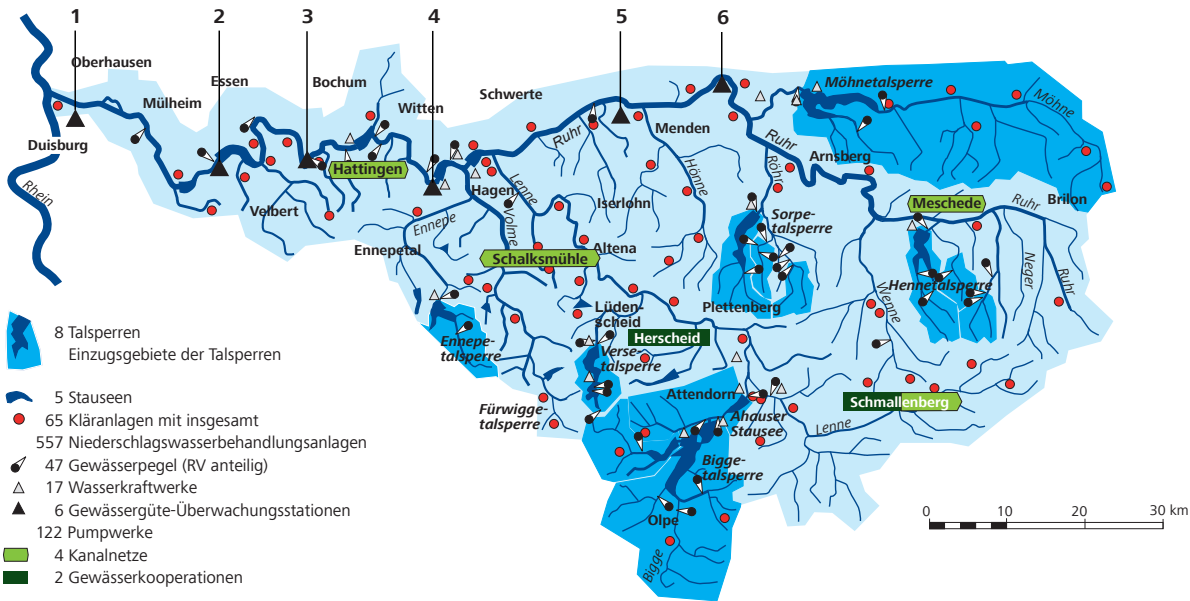 1
2
3
4
5
6
Oberhausen
Mülheim
Essen
Bochum
Witten
Schwerte
Ruhr
Menden
Möhnetalsperre
Möhne
Duisburg
Rhein
Hattingen
Velbert
Hagen
Lenne
Volme
Ennepe
Ennepetal
Iserlohn
Hönne
Röhr
Ruhr
Arnsberg
Sorpe-
talsperre
Meschede
Ruhr
Brilon
Neger
Ruhr
Hennetalsperre
Wenne
Schalksmühle
Altena
Plettenberg
Lüden-
scheid
Herscheid
Verse-
talsperre
Ennepe-
talsperre
Fürwigge-
talsperre
Attendorn
Ahauser
Stausee
Bigge-
talsperre
Olpe
Bigge
Schmallenberg
Lenne
8 Talsperren
Einzugsgebiete der Talsperren
5 Stauseen
65 Kläranlagen mit insgesamt
557 Niederschlagswasserbehandlungsanlagen
47 Gewässerpegel (RV anteilig)
17 Wasserkraftwerke
6 Gewässergüte-Überwachungsstationen
122 Pumpwerke
4 Kanalnetze
2 Gewässerkooperationen
0 10 20 30 km